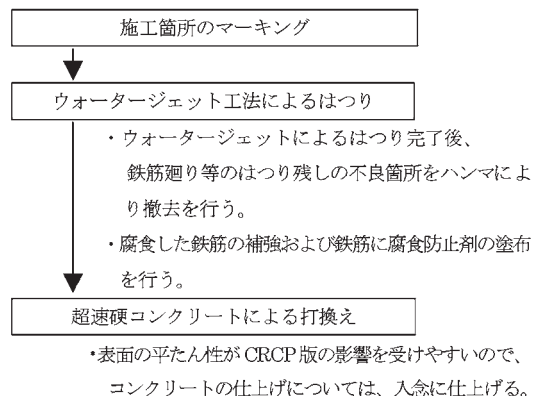 施工箇所のマーキング
ウォータージェット工法によるはつり
・ウォータージェットによるはつり完了後、
鉄筋廻り等のはつり残しの不良箇所をハンマによ
り撤去を行う。
・腐食した鉄筋の補強および鉄筋に腐食防止剤の塗布
を行う。
超速硬コンクリートによる打換え
・表面の平たん性が CRCP 版の影響を受けやすいので、
コンクリートの仕上げについては、入念に仕上げる。